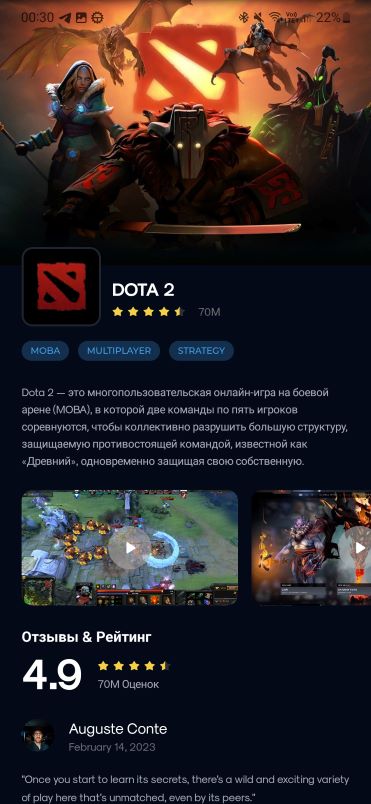 00:30
22%
DOTA 2
70M
MOBA
MULTIPLAYER
STRATEGY
Dota 2 — это многопользовательская онлайн-игра на боевой
арене (MOBA), в которой две команды по пять игроков
соревнуются, чтобы коллективно разрушить большую структуру,
защищаемую противостоящей командой, известной как
«Древний», одновременно защищая свою собственную.
Отзывы & Рейтинг
4.9
70M Оценок
Auguste Conte
February 14, 2023
"Once you start to learn its secrets, there's a wild and exciting variety
of play here that's unmatched, even by its peers."